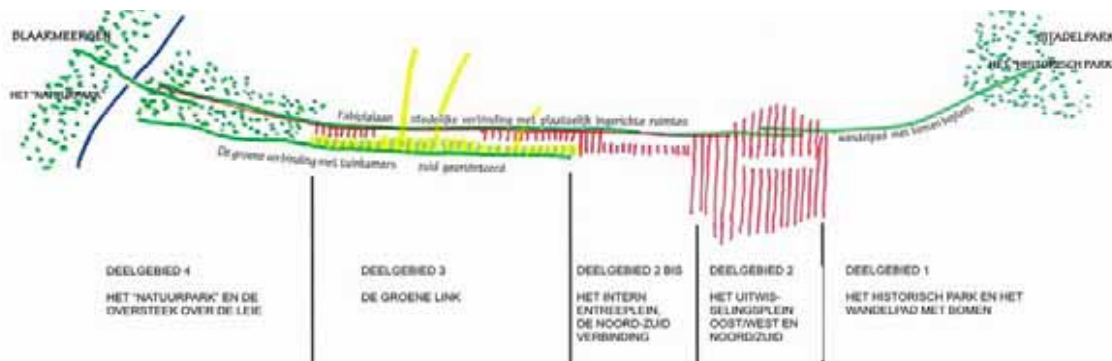 BLAARMEERSEN
HET "NATUURPARK"
CITADELPARK
HET "HISTORISCH PARK"
Fabiolalaan stedelijke verbinding met plaatselijk ingerichte ruimtes
wandelpad met bomen beplant
De groene verbinding met tuinkamers zuid georiënteerd
DEELGEBIED 4
HET "NATUURPARK" EN DE
OVERSTEEK OVER DE LEIE
DEELGEBIED 3
DE GROENE LINK
DEELGEBIED 2 BIS
HET INTERN
ENTREEPLEIN,
DE NOORD-ZUID
VERBINDING
DEELGEBIED 2
HET UITWIS-
SELINGSPLEIN
OOST/WEST EN
NOORD/ZUID
DEELGEBIED 1
HET HISTORISCH PARK EN HET
WANDELPAD MET BOMEN